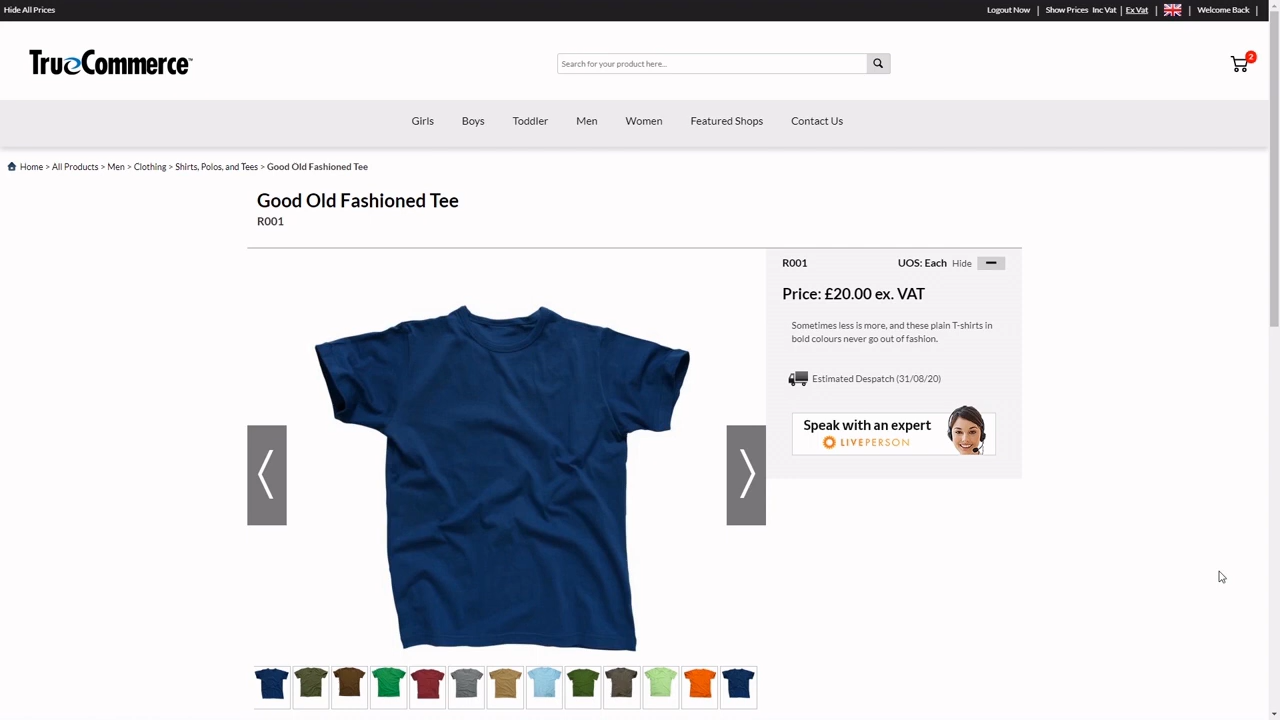 Hide All Prices
Logout Now | Show Prices Inc Vat | Ex Vat | | Welcome Back |
TrueCommerce™
Search for your product here...
2
Girls Boys Toddler Men Women Featured Shops Contact Us
Home > All Products > Men > Clothing > Shirts, Polos, and Tees > Good Old Fashioned Tee
Good Old Fashioned Tee
R001
R001 UOS: Each Hide
Price: £20.00 ex. VAT
Sometimes less is more, and these plain T-shirts in
bold colours never go out of fashion.
Estimated Despatch (31/08/20)
Speak with an expert
LIVEPERSON